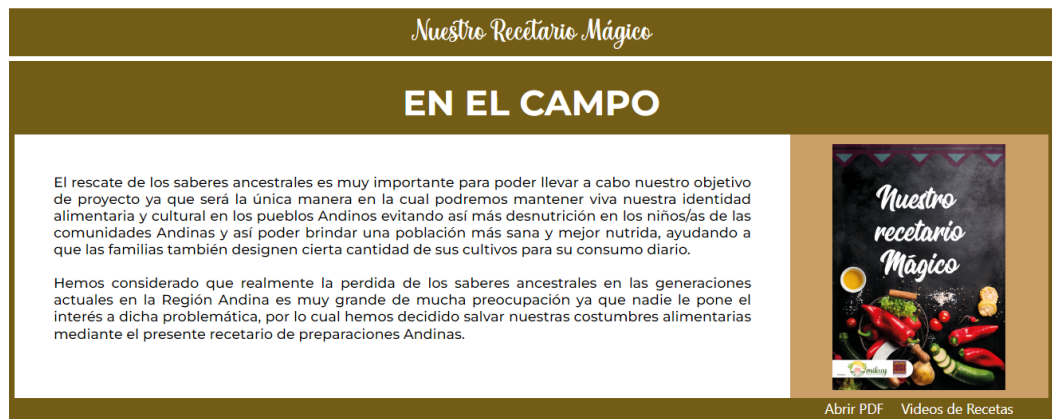 Nuestro Recetario Mágico
EN EL CAMPO
El rescate de los saberes ancestrales es muy importante para poder llevar a cabo nuestro objetivo
de proyecto ya que será la única manera en la cual podremos mantener viva nuestra identidad
alimentaria y cultural en los pueblos Andinos evitando así más desnutrición en los niños/as de las
comunidades Andinas y así poder brindar una población más sana y mejor nutrida, ayudando a
que las familias también designen cierta cantidad de sus cultivos para su consumo diario.
Hemos considerado que realmente la perdida de los saberes ancestrales en las generaciones
actuales en la Región Andina es muy grande de mucha preocupación ya que nadie le pone el
interés a dicha problemática, por lo cual hemos decidido salvar nuestras costumbres alimentarias
mediante el presente recetario de preparaciones Andinas.
Nuestro
recetario
Mágico
mikuy
Abrir PDF Videos de Recetas